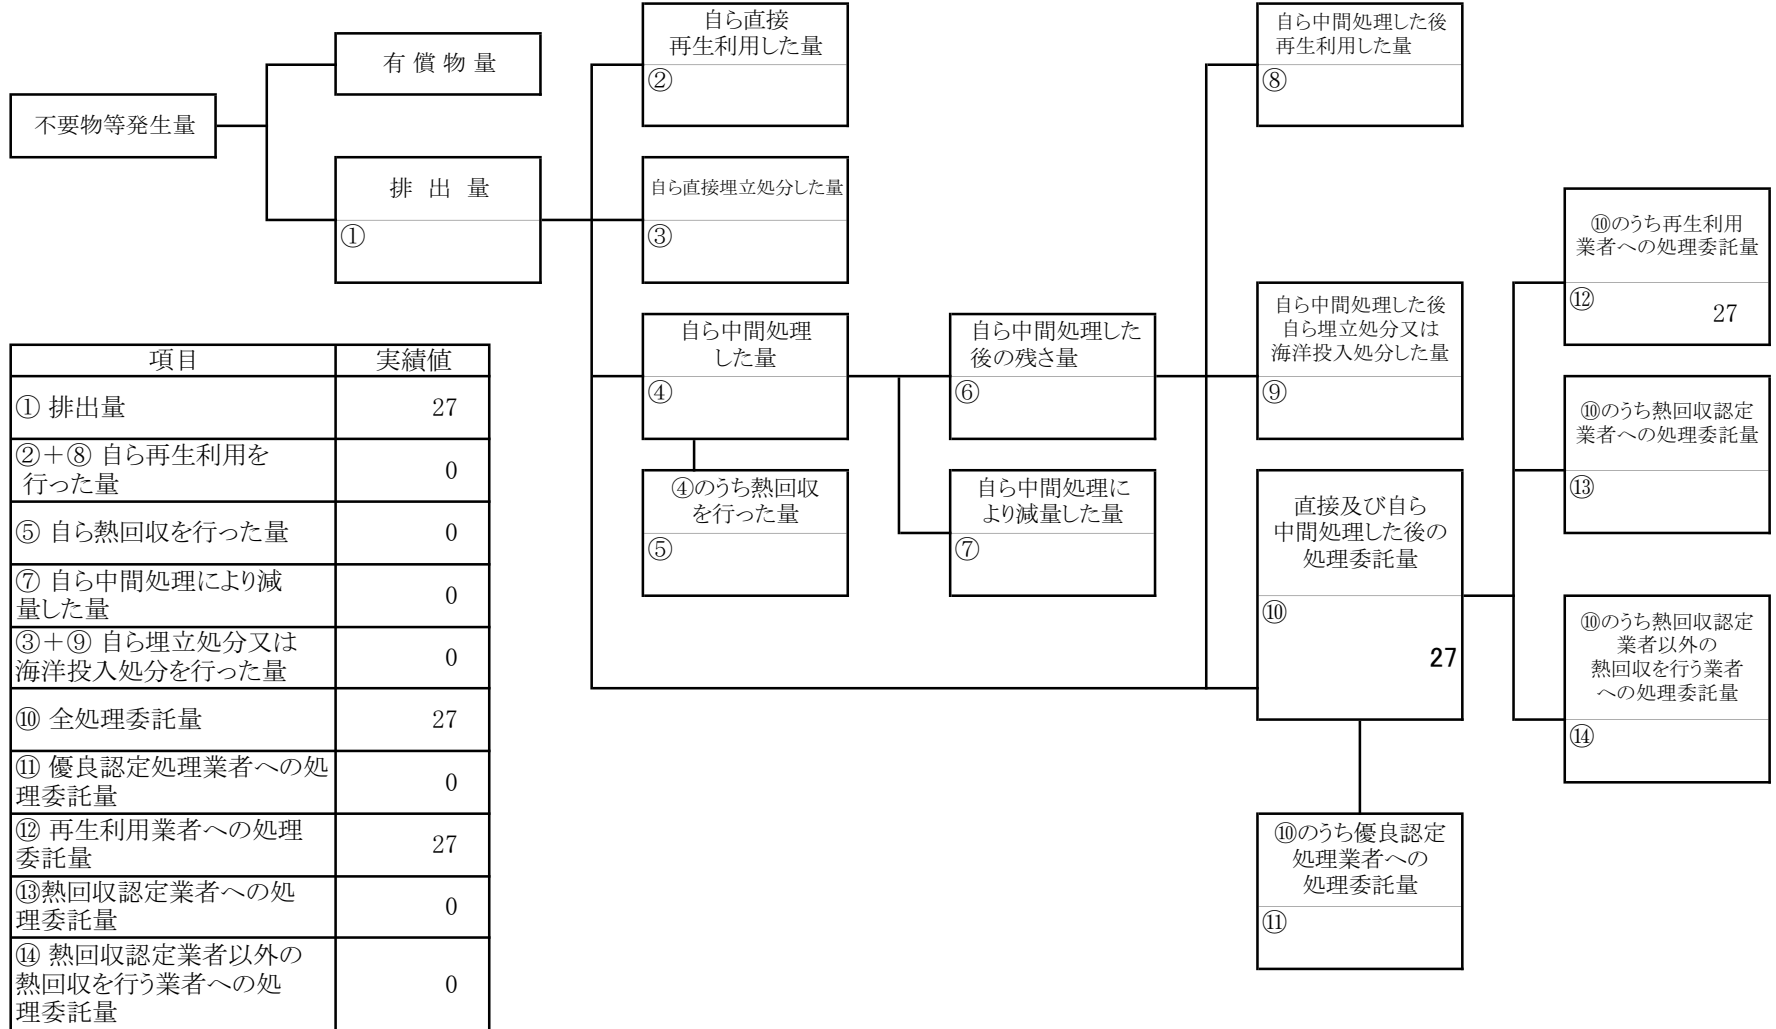 不要物等発生量
有 償 物 量
排 出 量
①
自ら直接
再生利用した量
②
自ら直接埋立処分した量
③
自ら中間処理
した量
④
④のうち熱回収
を行った量
⑤
自ら中間処理した
後の残さ量
⑥
自ら中間処理に
より減量した量
⑦
自ら中間処理した後
再生利用した量
⑧
自ら中間処理した後
自ら埋立処分又は
海洋投入処分した量
⑨
直接及び自ら
中間処理した後の
処理委託量
⑩
27
⑩のうち優良認定
処理業者への
処理委託量
⑪
⑩のうち再生利用
業者への処理委託量
⑫ 27
⑩のうち熱回収認定
業者への処理委託量
⑬
⑩のうち熱回収認定
業者以外の
熱回収を行う業者
への処理委託量
⑭
項目 実績値
① 排出量 27
②＋⑧ 自ら再生利用を
行った量 0
⑤ 自ら熱回収を行った量 0
⑦ 自ら中間処理により減
量した量 0
③＋⑨ 自ら埋立処分又は
海洋投入処分を行った量 0
⑩ 全処理委託量 27
⑪ 優良認定処理業者への処
理委託量 0
⑫ 再生利用業者への処理
委託量 27
⑬熱回収認定業者への処
理委託量 0
⑭ 熱回収認定業者以外の
熱回収を行う業者への処
理委託量 0